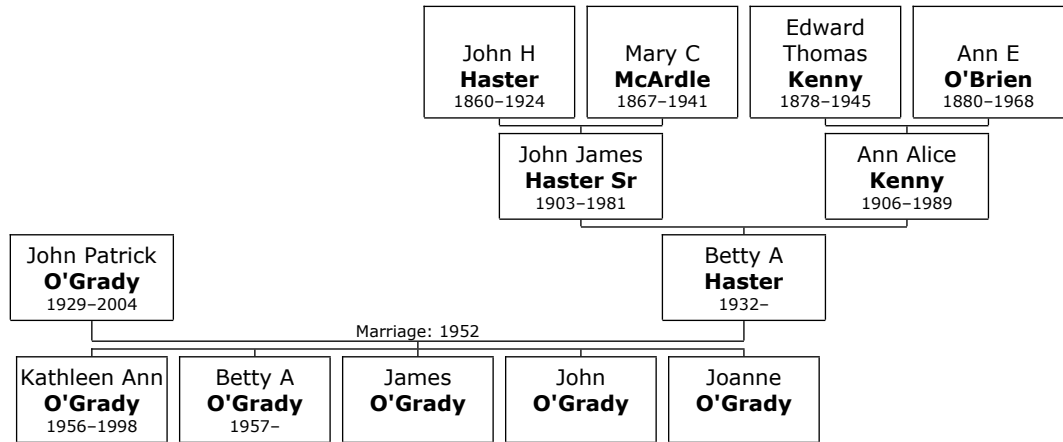 John H
Haster
1860–1924
Mary C
McArdle
1867–1941
Edward
Thomas
Kenny
1878–1945
Ann E
O'Brien
1880–1968
John James
Haster Sr
1903–1981
Ann Alice
Kenny
1906–1989
John Patrick
O'Grady
1929–2004
Betty A
Haster
1932–
Marriage: 1952
Kathleen Ann
O'Grady
1956–1998
Betty A
O'Grady
1957–
James
O'Grady
John
O'Grady
Joanne
O'Grady